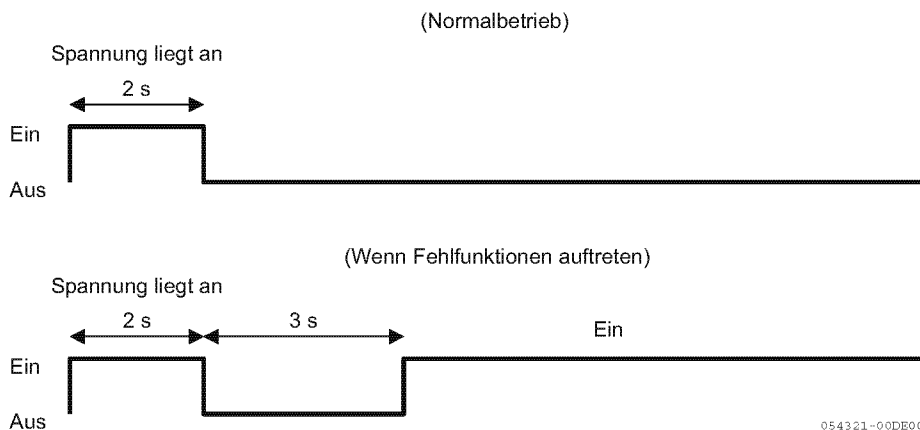 (Normalbetrieb)
Spannung liegt an
2 s
Ein
Aus
(Wenn Fehlfunktionen auftreten)
Spannung liegt an
2 s
3 s
Ein
Ein
Aus